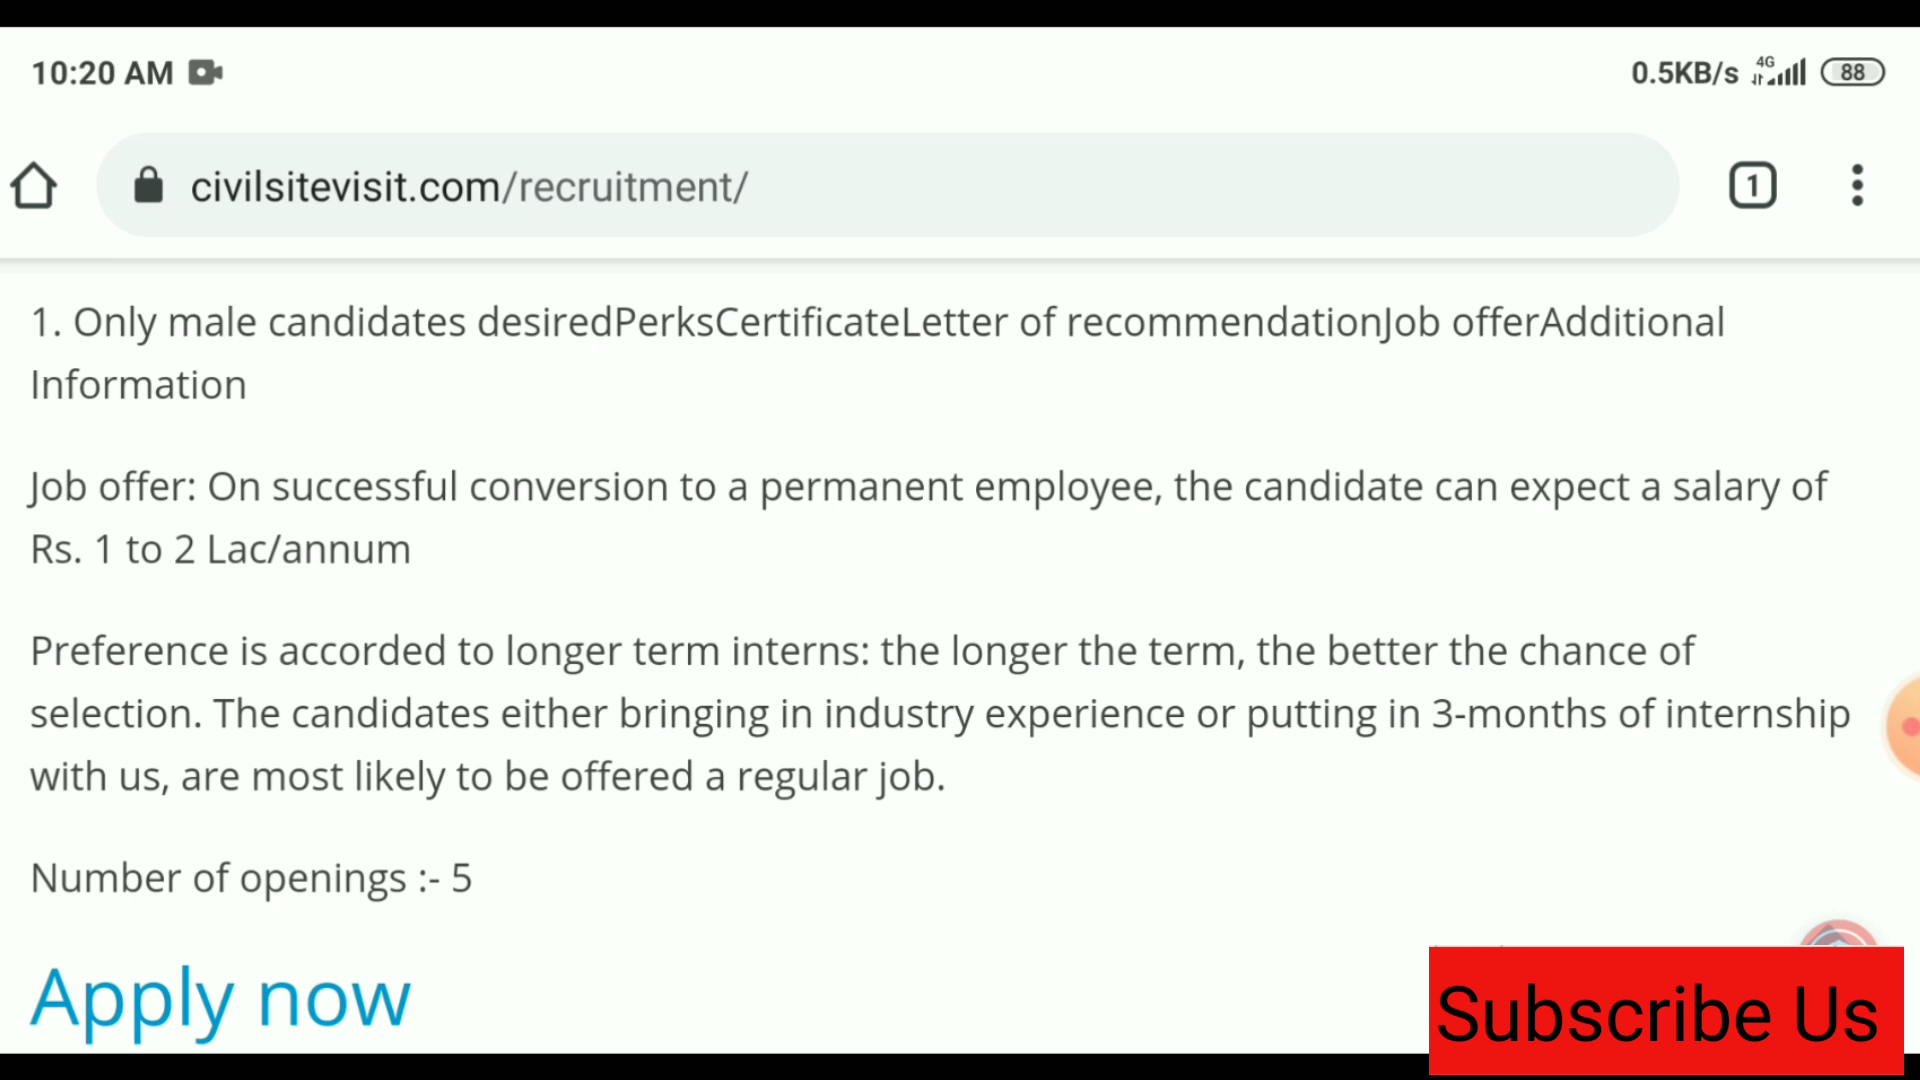 10:20 AM
0.5KB/s 4G 88
civilsitevisit.com/recruitment/
1
1. Only male candidates desiredPerksCertificateLetter of recommendationJob offerAdditional
Information
Job offer: On successful conversion to a permanent employee, the candidate can expect a salary of
Rs. 1 to 2 Lac/annum
Preference is accorded to longer term interns: the longer the term, the better the chance of
selection. The candidates either bringing in industry experience or putting in 3-months of internship
with us, are most likely to be offered a regular job.
Number of openings :- 5
Apply now
Subscribe Us